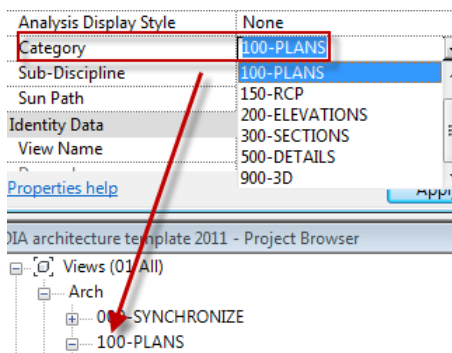 Analysis Display Style None
Category 100-PLANS
Sub-Discipline 100-PLANS
Sun Path 150-RCP
Identity Data 200-ELEVATIONS
View Name 300-SECTIONS
500-DETAILS
Properties help 900-3D
DIA architecture template 2011 - Project Browser
Views (01 All)
Arch
-SYNCHRONIZE
100-PLANS